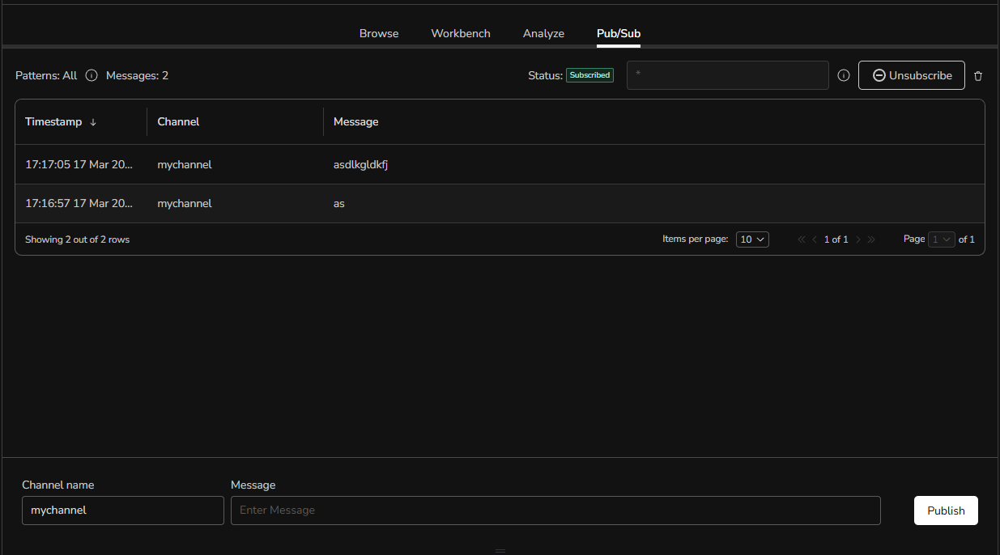 Browse Workbench Analyze Pub/Sub
Patterns: All Messages: 2 Status: Subscribed * Unsubscribe
Timestamp Channel Message
17:17:05 17 Mar 20... mychannel asdlkgldkfj
17:16:57 17 Mar 20... mychannel as
Showing 2 out of 2 rows Items per page: 10 1 of 1 Page 1 of 1
Channel name Message
mychannel Enter Message Publish